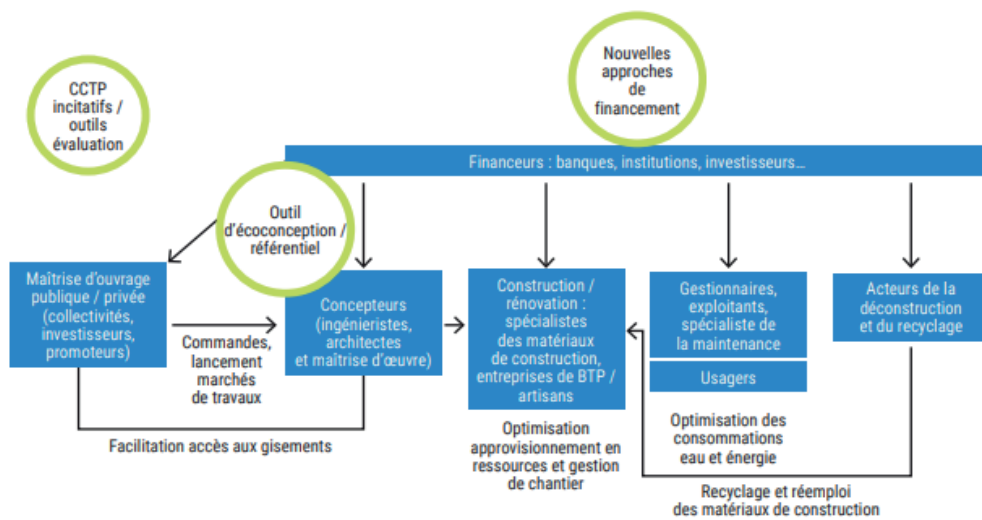 Nouvelles
approches
de
financement
CCTP
incitatifs /
outils
évaluation
Financeurs : banques, institutions, investisseurs...
Outil
d'écoconception /
référentiel
Maîtrise d'ouvrage
publique / privée
(collectivités,
investisseurs,
promoteurs)
Commandes,
lancement
marchés
de travaux
Concepteurs
(ingénieristes,
architectes
et maîtrise d'œuvre)
Construction /
rénovation :
spécialistes
des matériaux
de construction,
entreprises de BTP /
artisans
Gestionnaires,
exploitants,
spécialiste de
la maintenance
Usagers
Acteurs de la
déconstruction
et du recyclage
Facilitation accès aux gisements
Optimisation
approvisionnement en
ressources et gestion
de chantier
Optimisation des
consommations
eau et énergie
Recyclage et réemploi
des matériaux de construction